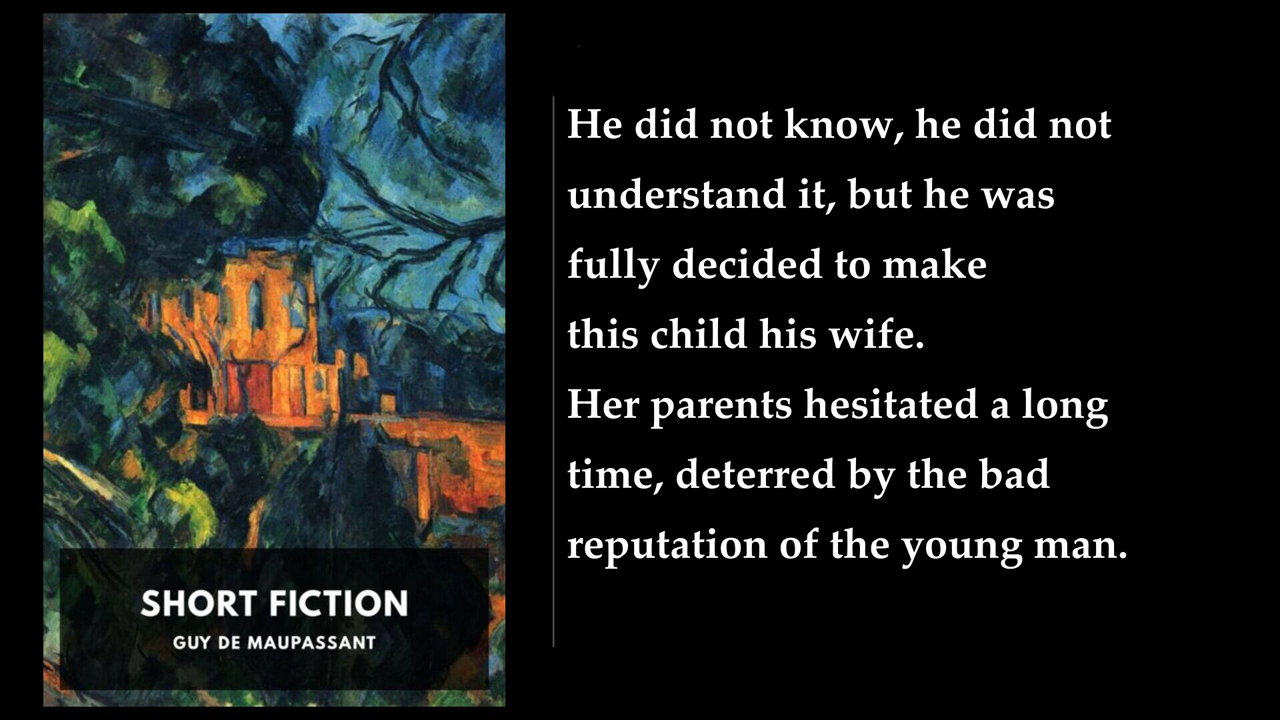 SHORT FICTION
GUY DE MAUPASSANT
He did not know, he did not
understand it, but he was
fully decided to make
this child his wife.
Her parents hesitated a long
time, deterred by the bad
reputation of the young man.